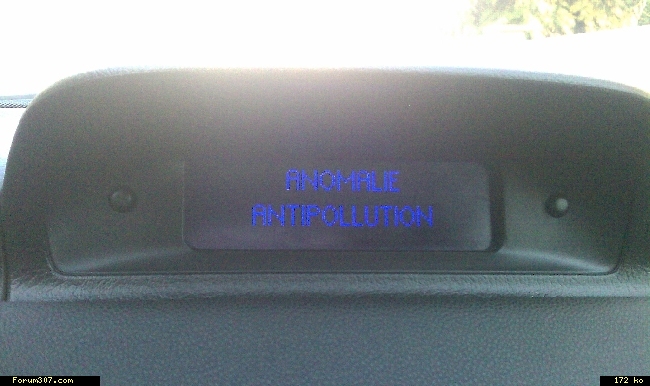 ANOMALIE
ANTIPOLLUTION
Forum307.com
172 ko